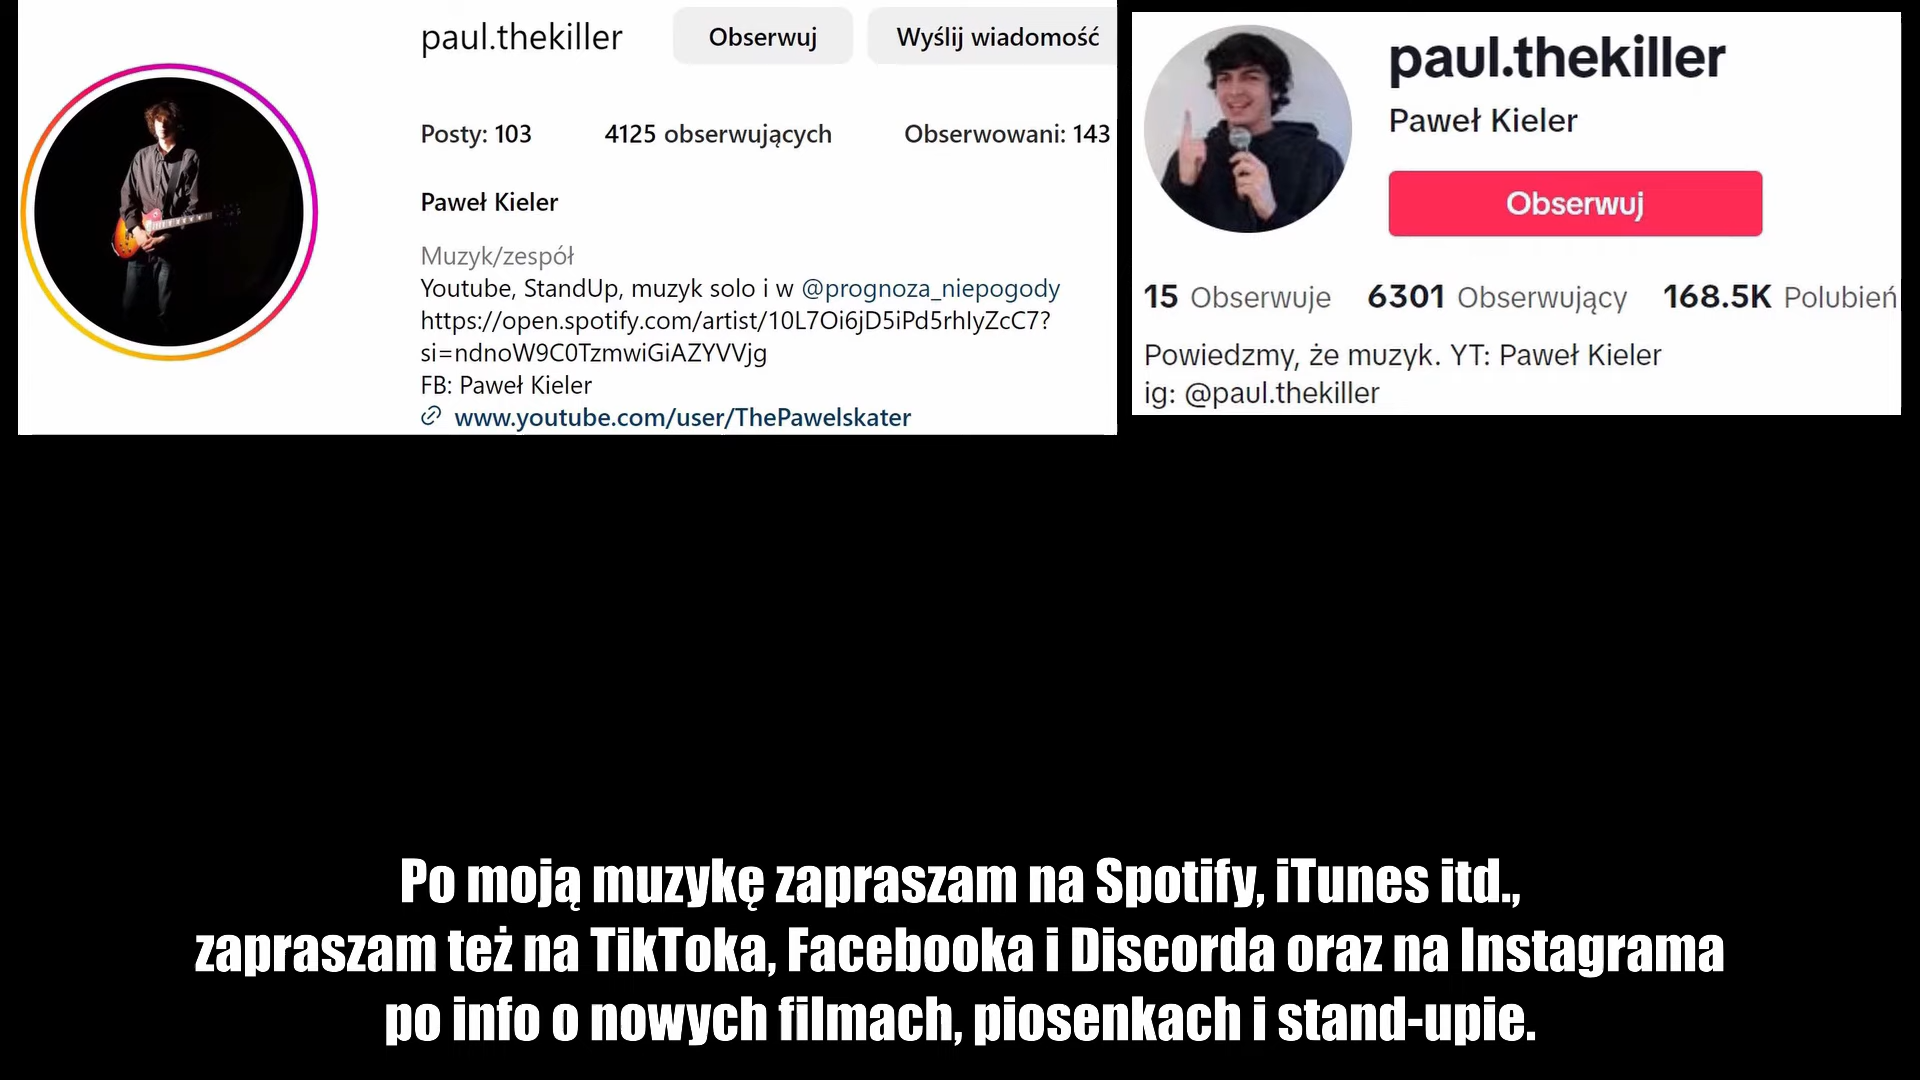 paul.thekiller
Obserwuj
Wyślij wiadomość
Posty: 103
4125 obserwujących
Obserwowani: 143
Paweł Kieler
Muzyk/zespół
Youtube, StandUp, muzyk solo i w @prognoza_niepogody
https://open.spotify.com/artist/10L7Oi6jD5iPd5rhIyZcC7?
si=ndnoW9C0TzmwiGiAZYVVjg
FB: Paweł Kieler
www.youtube.com/user/ThePawelskater
paul.thekiller
Paweł Kieler
Obserwuj
15 Obserwuje
6301 Obserwujący
168.5K Polubień
Powiedzmy, że muzyk. YT: Paweł Kieler
ig: @paul.thekiller
Po moją muzykę zapraszam na Spotify, iTunes itd.,
zapraszam też na TikToka, Facebooka i Discorda oraz na Instagrama
po info o nowych filmach, piosenkach i stand-upie.